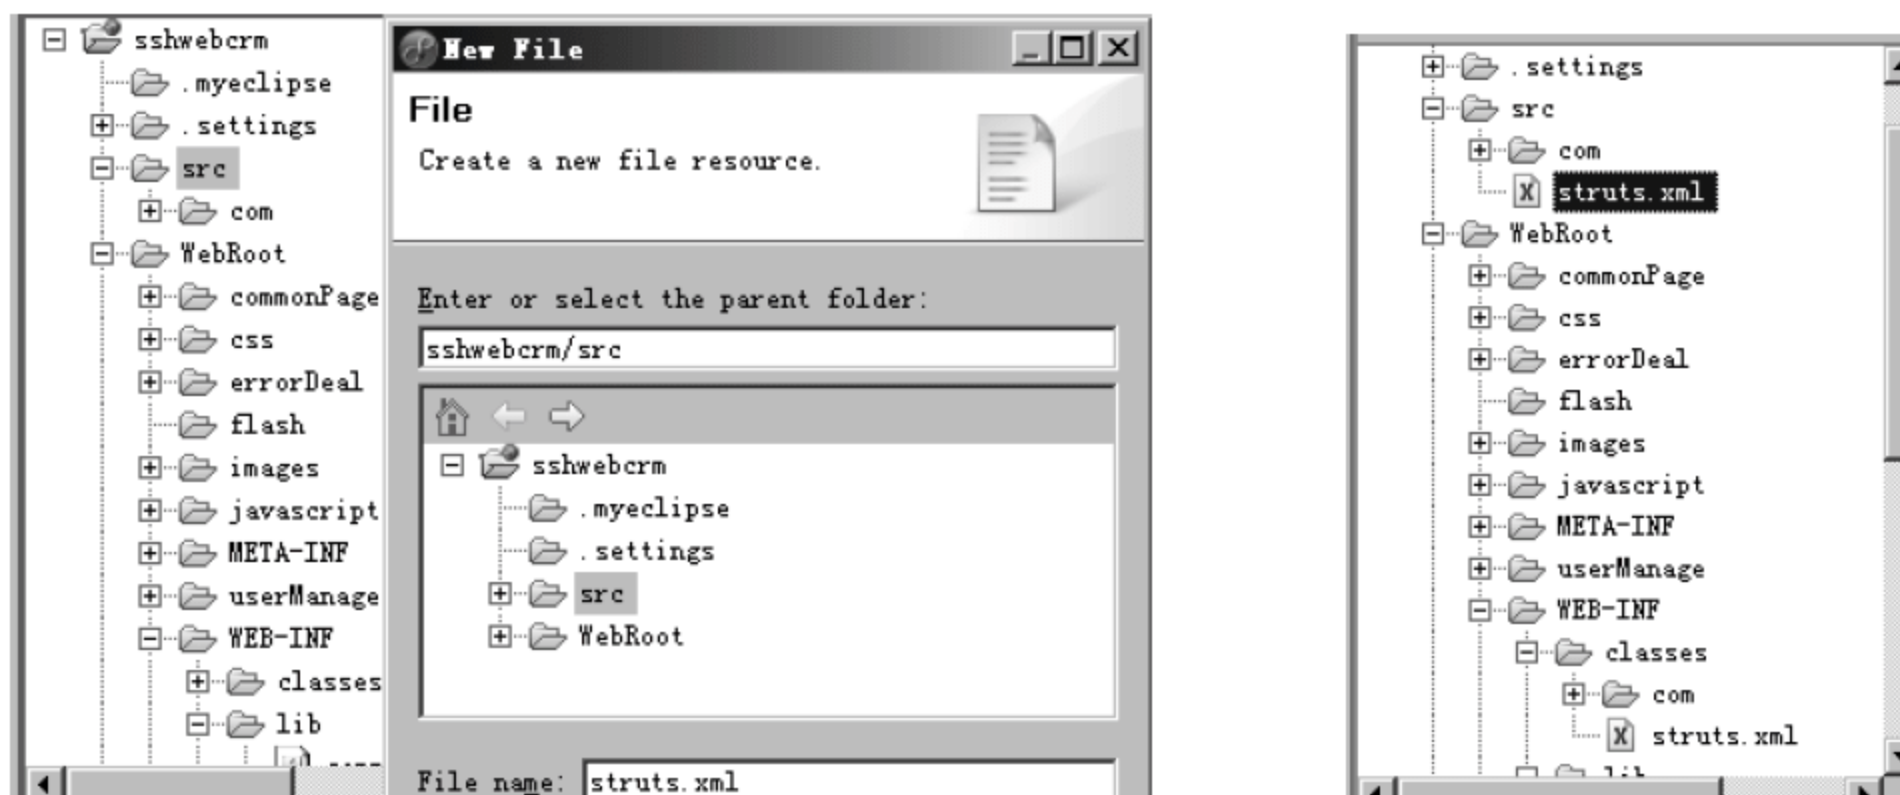 sshwebcrm
.myeclipse
.settings
src
com
WebRoot
commonPage
css
errorDeal
flash
images
javascript
META-INF
userManage
WEB-INF
classes
lib
New File
File
Create a new file resource.
Enter or select the parent folder:
sshwebcrm/src
sshwebcrm
.myeclipse
.settings
src
WebRoot
File name: struts.xml
.settings
src
com
struts.xml
WebRoot
commonPage
css
errorDeal
flash
images
javascript
META-INF
userManage
WEB-INF
classes
com
struts.xml
lib